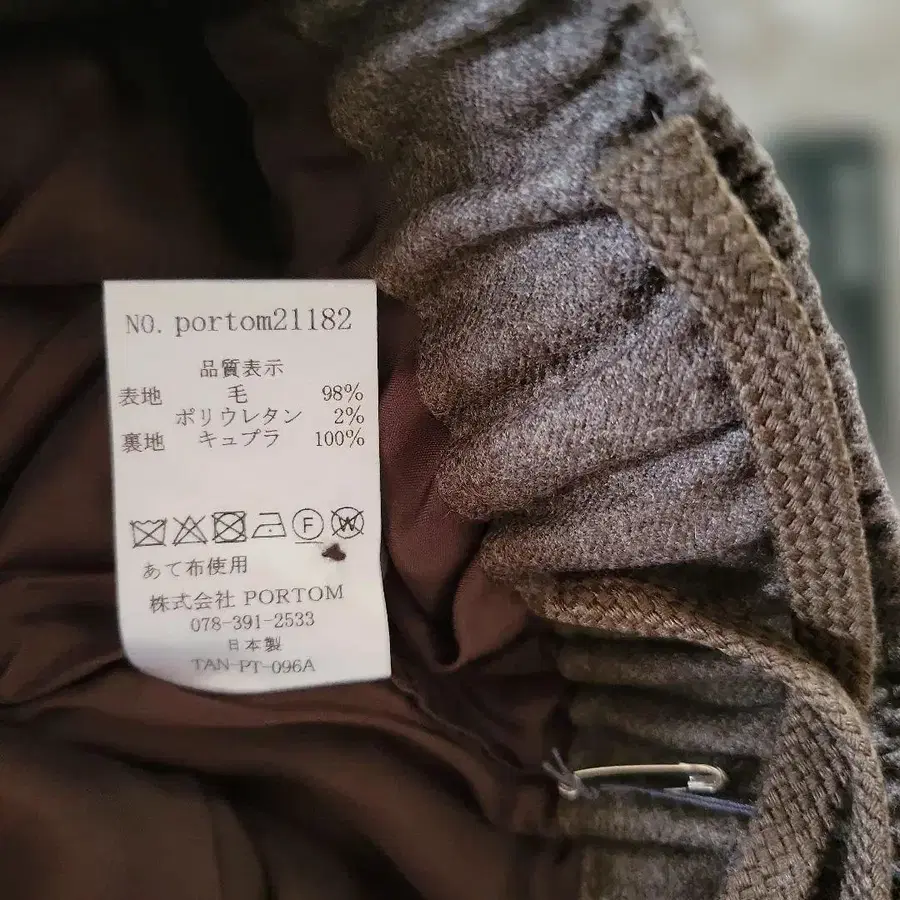 NO. portom21182
品質表示
表地 毛 98%
ポリウレタン 2%
裏地 キュプラ 100%
F W
あて布使用
株式会社 PORTOM
078-391-2533
日本製
TAN-PT-096A